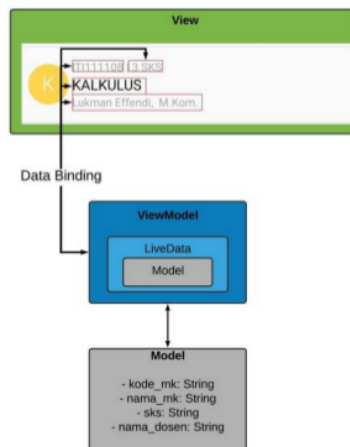 View
TI11110B 3 SKS
K
KALKULUS
Lukman Effendi, M.Kom.
Data Binding
ViewModel
LiveData
Model
Model
- kode_mk: String
- nama_mk: String
- sks: String
- nama_dosen: String